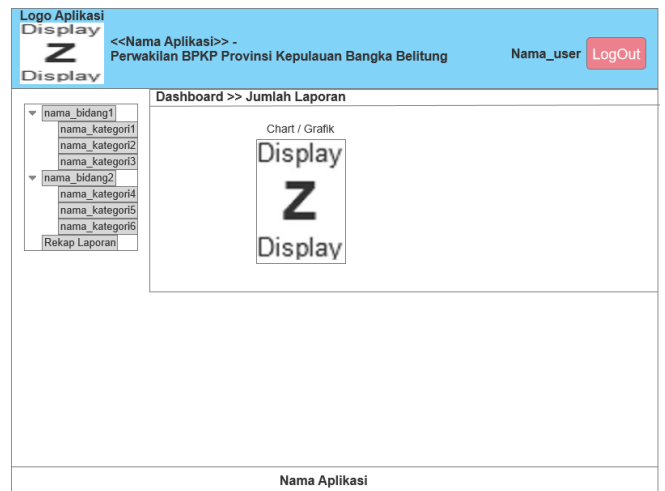 Logo Aplikasi
Display
Z
Display
<<Nama Aplikasi>> -
Perwakilan BPKP Provinsi Kepulauan Bangka Belitung
Nama_user
LogOut
nama_bidang1
nama_kategori1
nama_kategori2
nama_kategori3
nama_bidang2
nama_kategori4
nama_kategori5
nama_kategori6
Rekap Laporan
Dashboard >> Jumlah Laporan
Chart / Grafik
Display
Z
Display
Nama Aplikasi